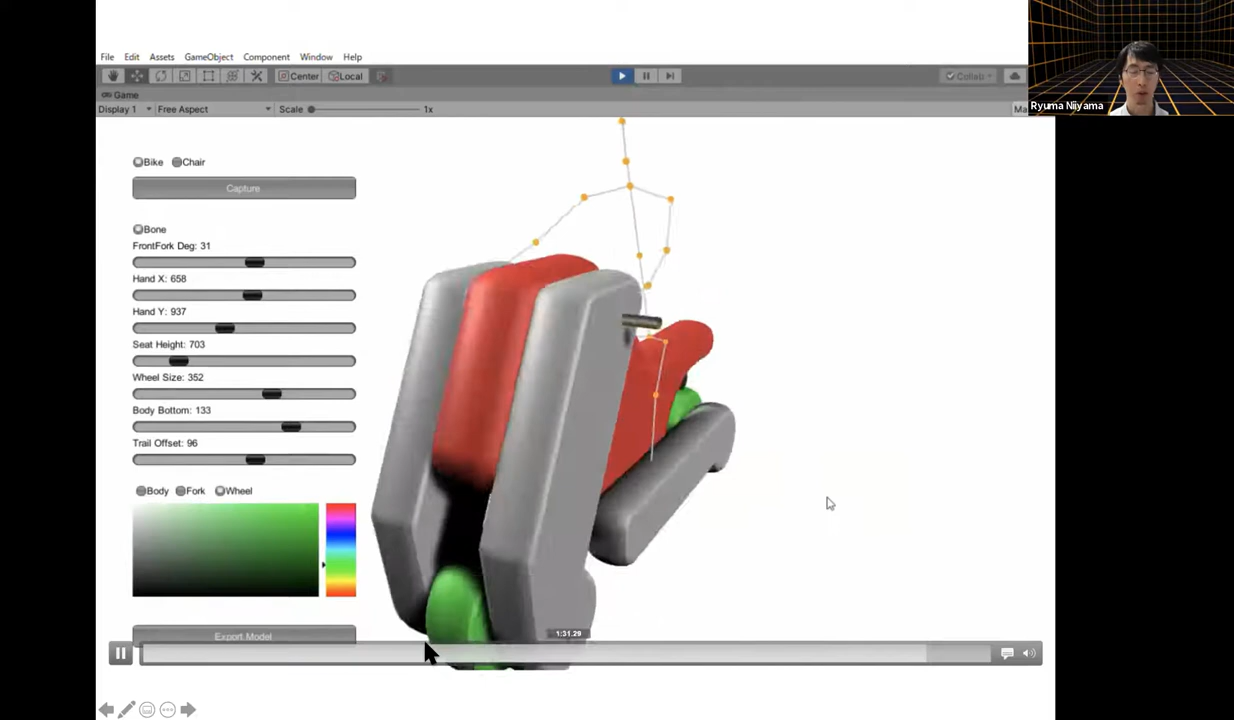 File Edit Assets GameObject Component Window Help
Center Local
Collab
Game
Display 1 Free Aspect Scale 1x
Ryuma Niiyama
Bike Chair
Capture
Bone
FrontFork Deg: 31
Hand X: 658
Hand Y: 937
Seat Height: 703
Wheel Size: 352
Body Bottom: 133
Trail Offset: 96
Body Fork Wheel
Export Model
1:31.29